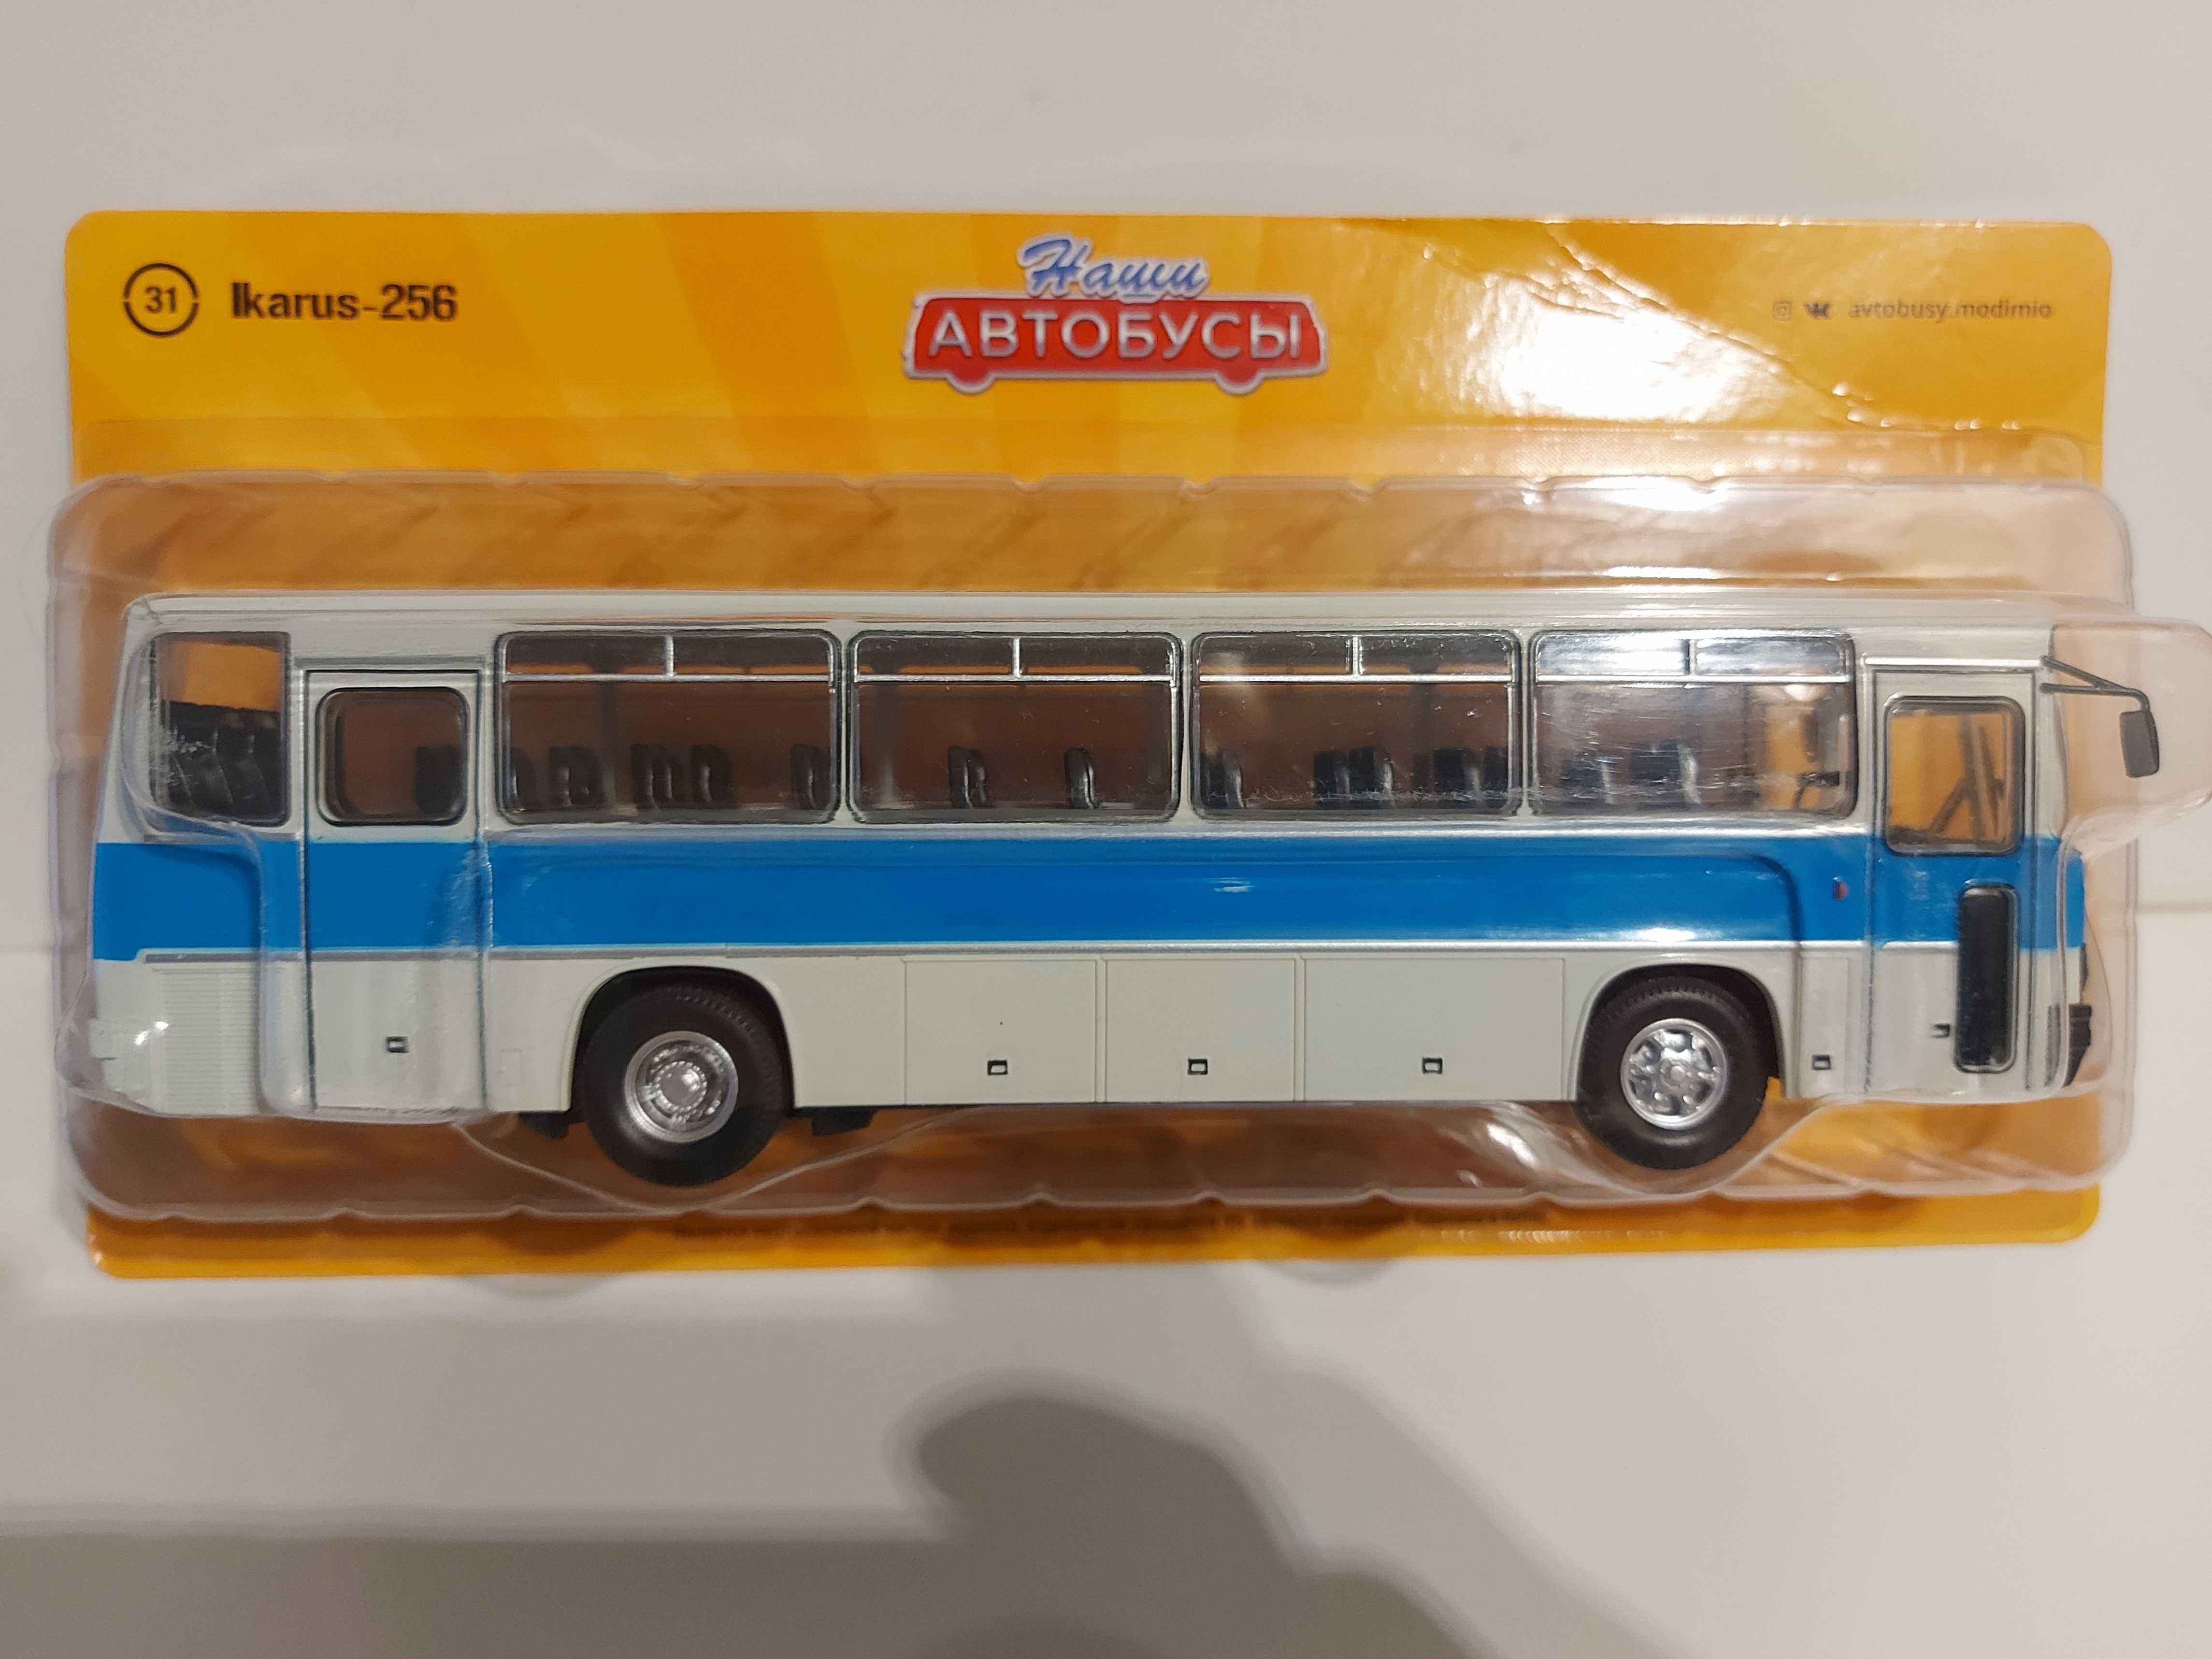 31 Ikarus-256
Наши
АВТОБУСЫ
avtobusy.modimio